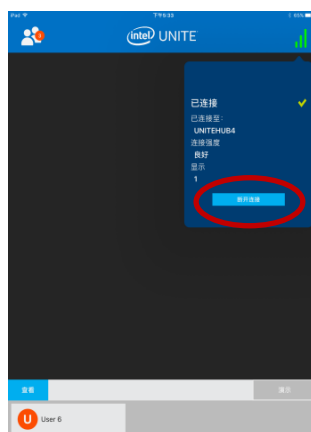 iPad 下午9:33 60%
intel UNITE
已连接
已连接至:
UNITEHUB4
连接强度
良好
显示
1
断开连接
查看 演示
U User 6